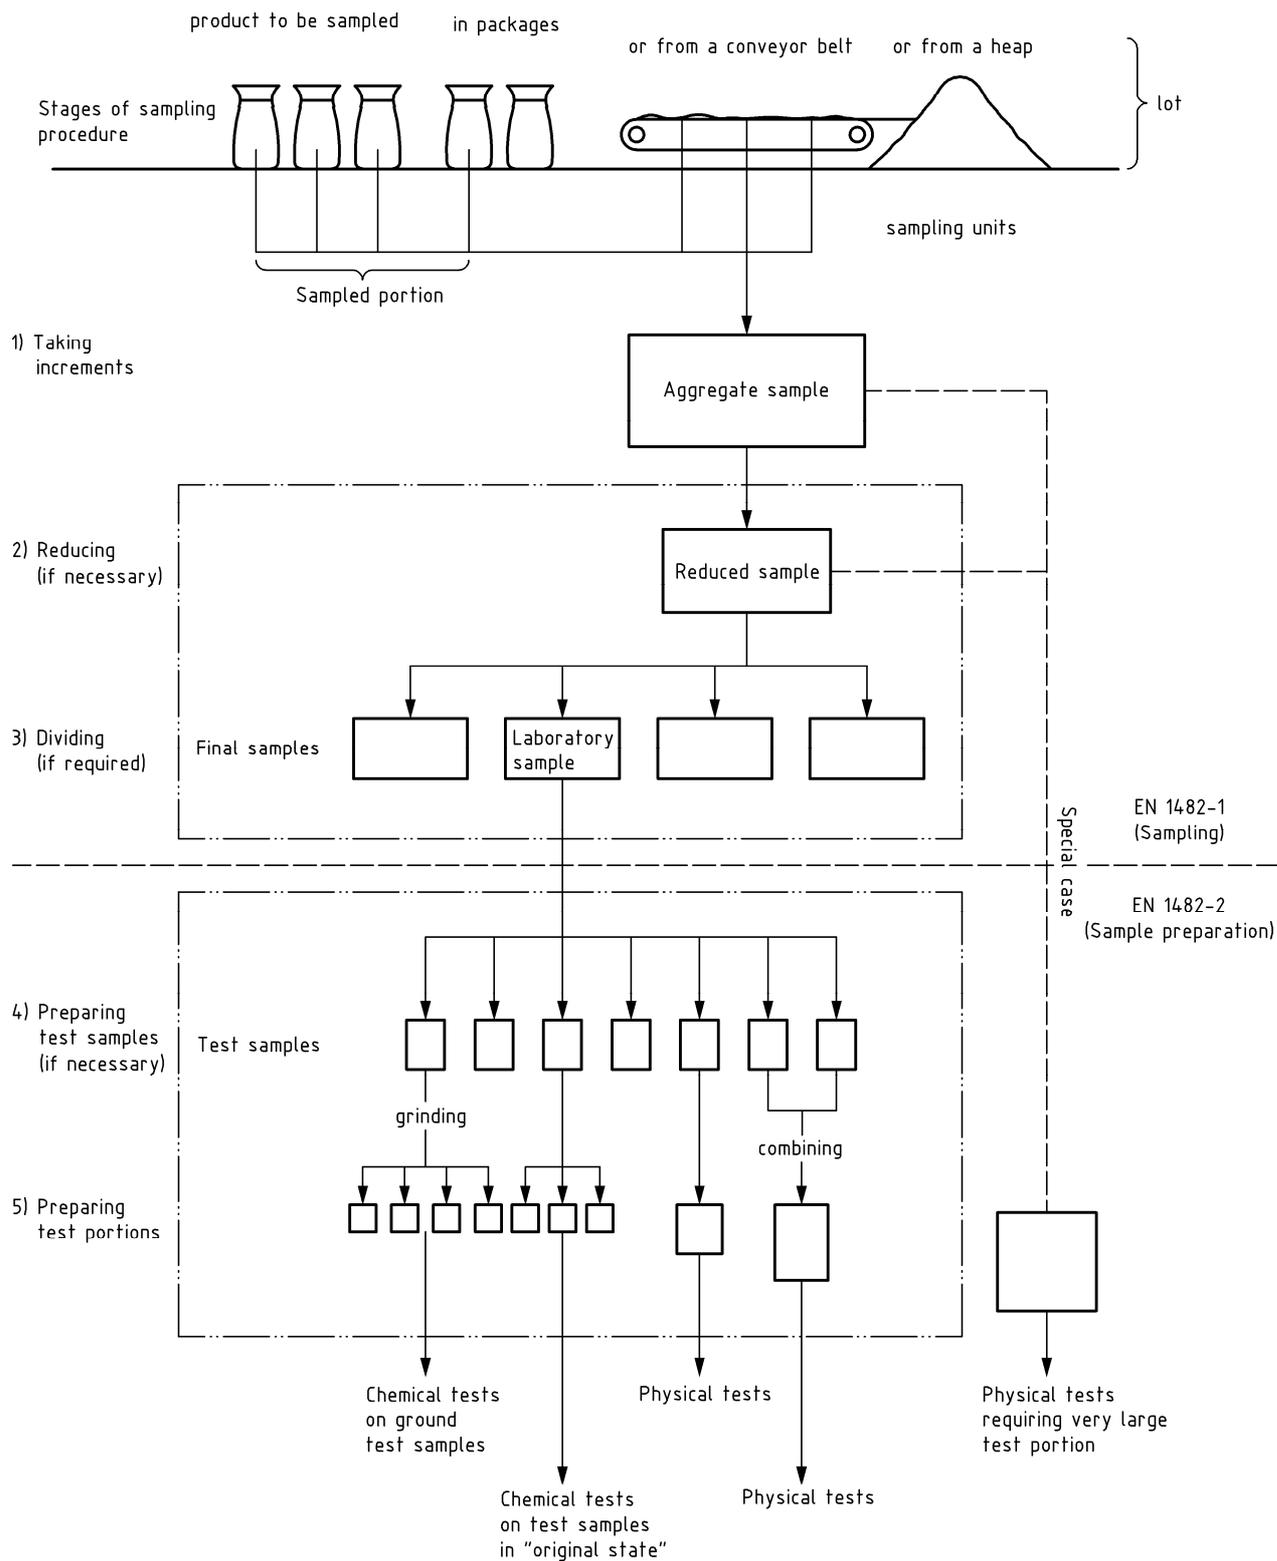 product to be sampled
in packages
or from a conveyor belt
or from a heap
Stages of sampling
procedure
lot
sampling units
Sampled portion
1) Taking
increments
Aggregate sample
2) Reducing
(if necessary)
Reduced sample
3) Dividing
(if required)
Final samples
Laboratory
sample
Special case
EN 1482-1
(Sampling)
EN 1482-2
(Sample preparation)
4) Preparing
test samples
(if necessary)
Test samples
grinding
combining
5) Preparing
test portions
Chemical tests
on ground
test samples
Physical tests
Physical tests
requiring very large
test portion
Chemical tests
on test samples
in "original state"
Physical tests